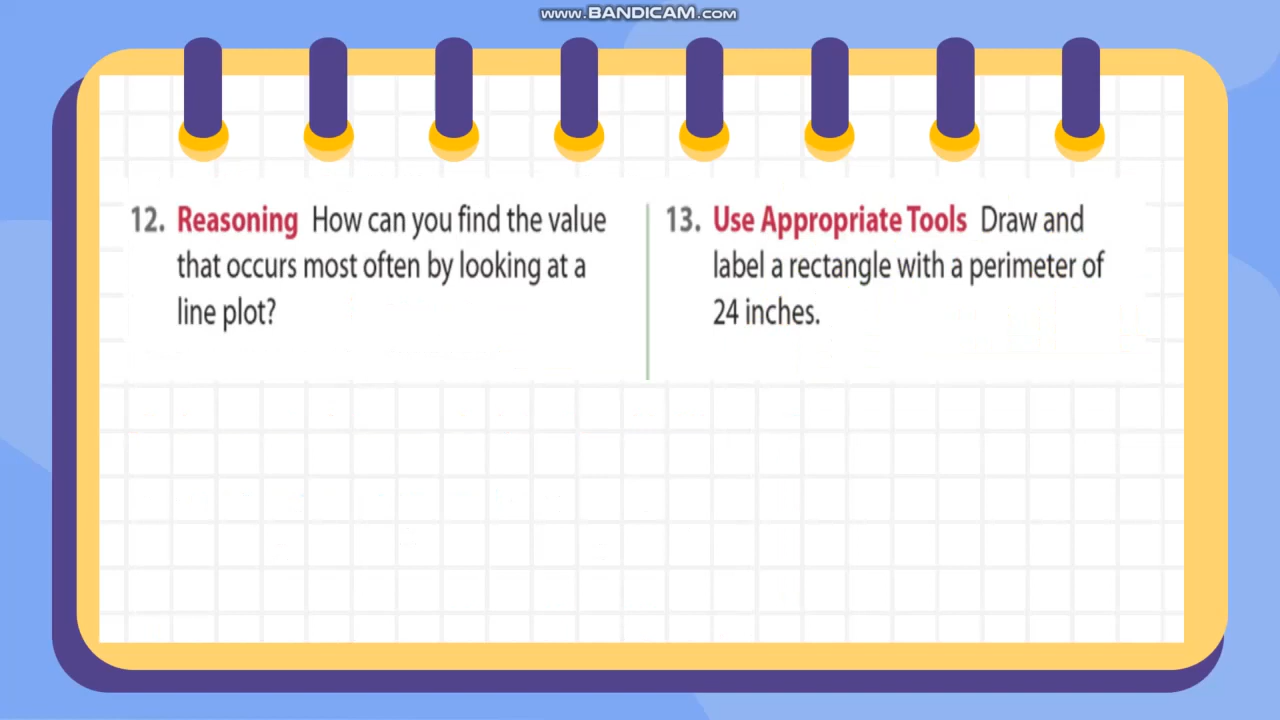 www.BANDICAM.com
12. Reasoning How can you find the value
that occurs most often by looking at a
line plot?
13. Use Appropriate Tools Draw and
label a rectangle with a perimeter of
24 inches.